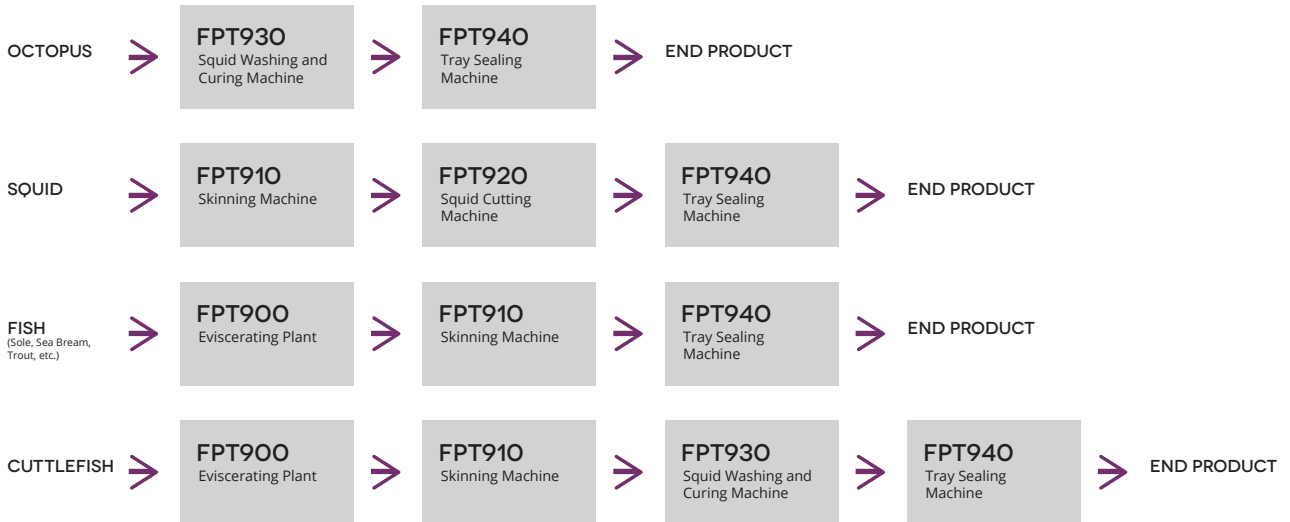 OCTOPUS
FPT930
Squid Washing and
Curing Machine
FPT940
Tray Sealing
Machine
END PRODUCT
SQUID
FPT910
Skinning Machine
FPT920
Squid Cutting
Machine
FPT940
Tray Sealing
Machine
END PRODUCT
FISH
(Sole, Sea Bream,
Trout, etc.)
FPT900
Eviscerating Plant
FPT910
Skinning Machine
FPT940
Tray Sealing
Machine
END PRODUCT
CUTTLEFISH
FPT900
Eviscerating Plant
FPT910
Skinning Machine
FPT930
Squid Washing and
Curing Machine
FPT940
Tray Sealing
Machine
END PRODUCT